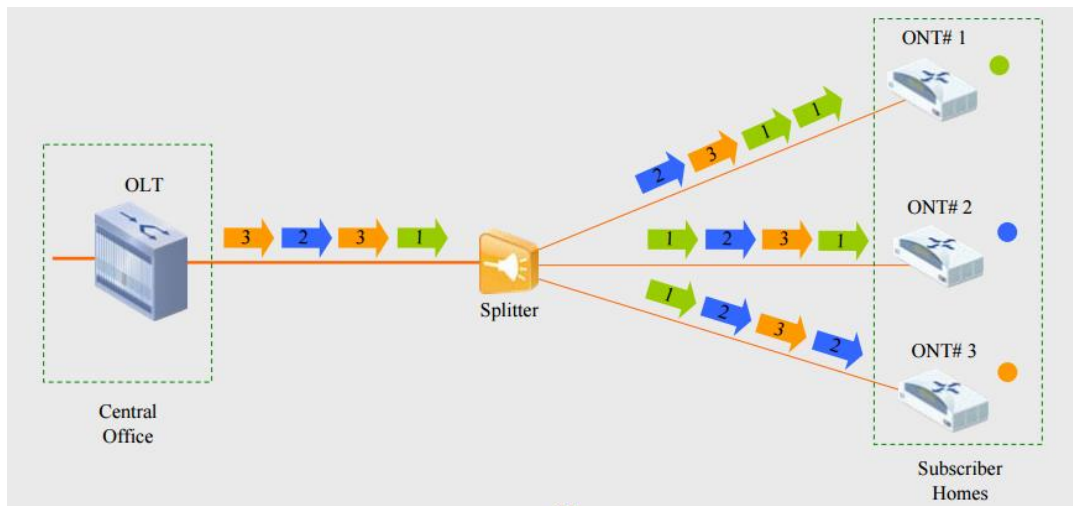 ONT# 1
1
1
3
2
OLT
ONT# 2
3 2 3 1
1 2 3 1
Splitter
1
2
3
2
ONT# 3
Central
Office
Subscriber
Homes